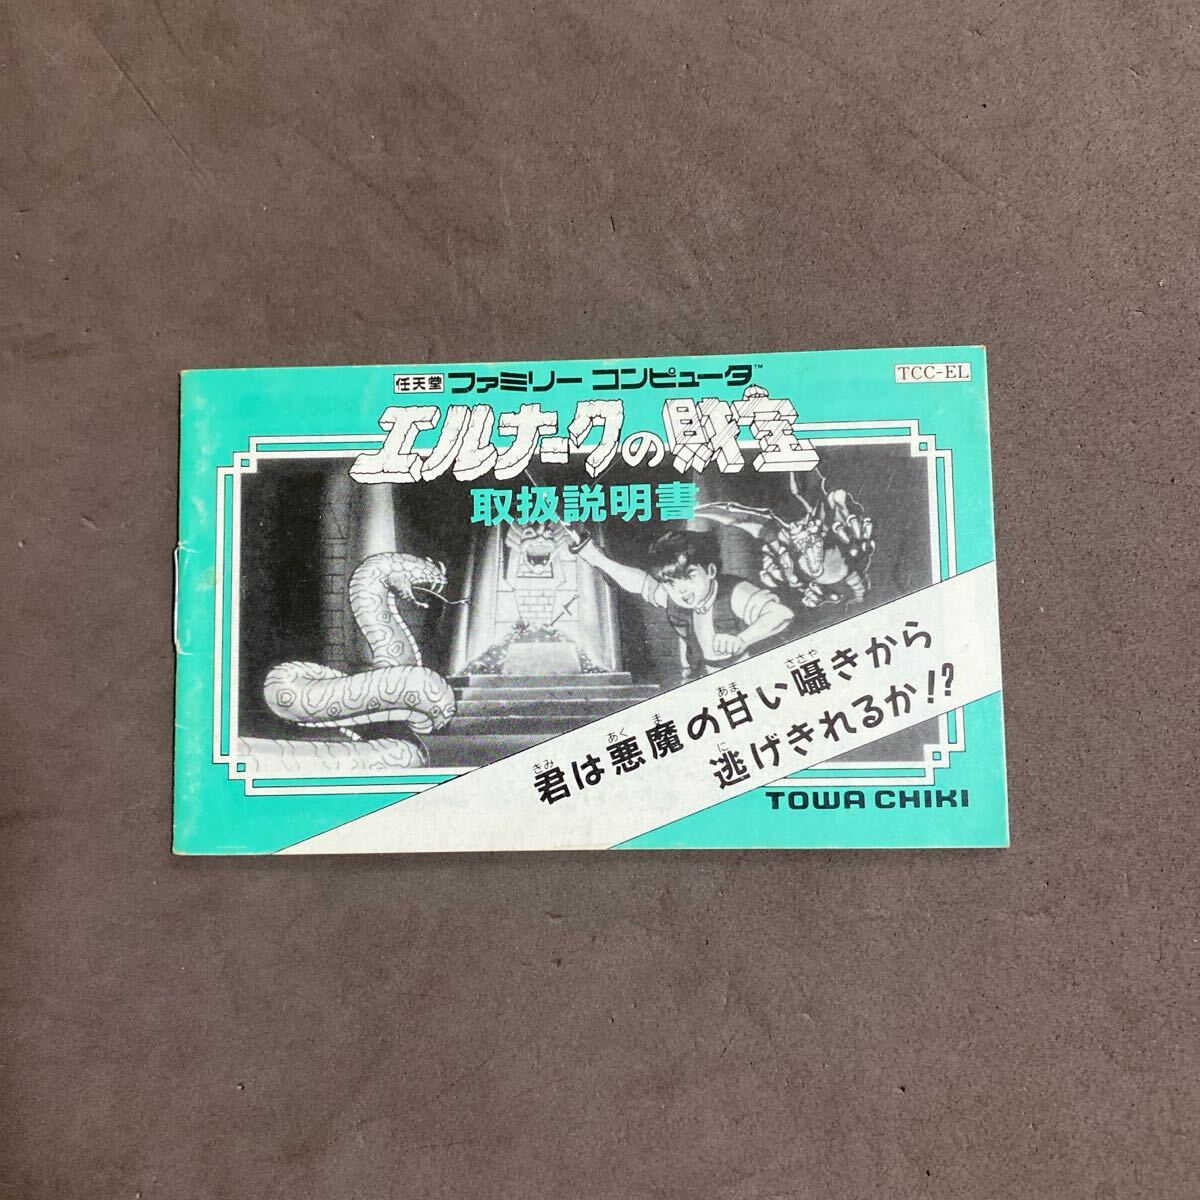 任天堂 ファミリー コンピュータ™
TCC-EL
エルナークの財宝
取扱説明書
君は悪魔の甘い囁きから
きみ あくま あま ささや
逃げきれるか!?
に
TOWA CHIKI